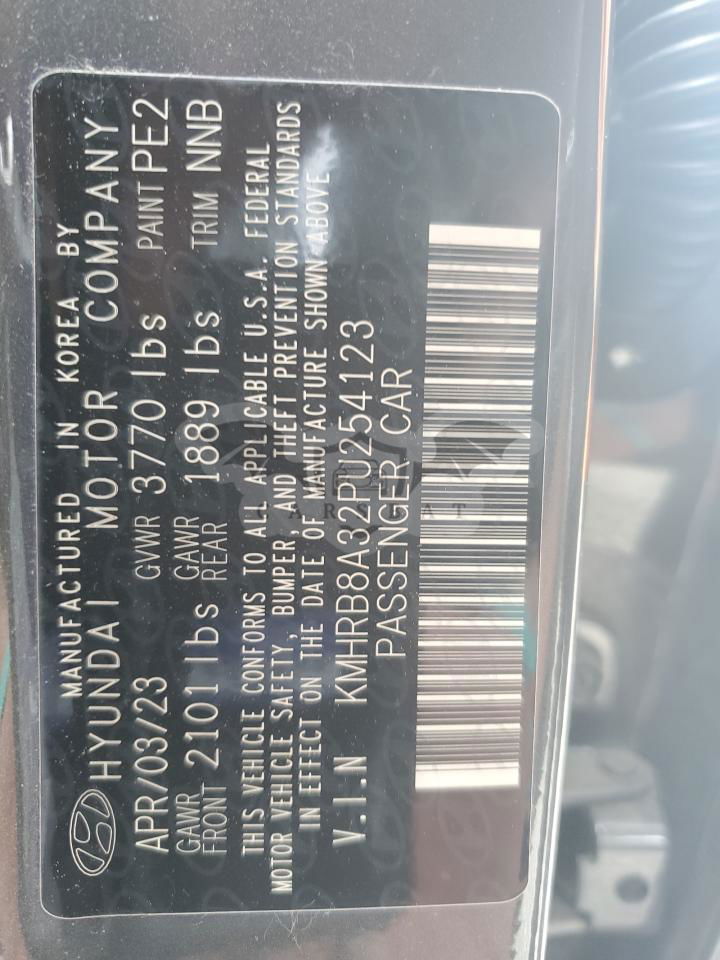 MANUFACTURED IN KOREA BY
HYUNDAI MOTOR COMPANY
APR/03/23 GVWR 3770 lbs PAINT PE2
GAWR FRONT 2101 lbs GAWR REAR 1889 lbs TRIM NNB
THIS VEHICLE CONFORMS TO ALL APPLICABLE U.S.A. FEDERAL
MOTOR VEHICLE SAFETY, BUMPER, AND THEFT PREVENTION STANDARDS
IN EFFECT ON THE DATE OF MANUFACTURE SHOWN ABOVE
V.I.N KMHRB8A32PU254123
PASSENGER CAR
CARSBAT